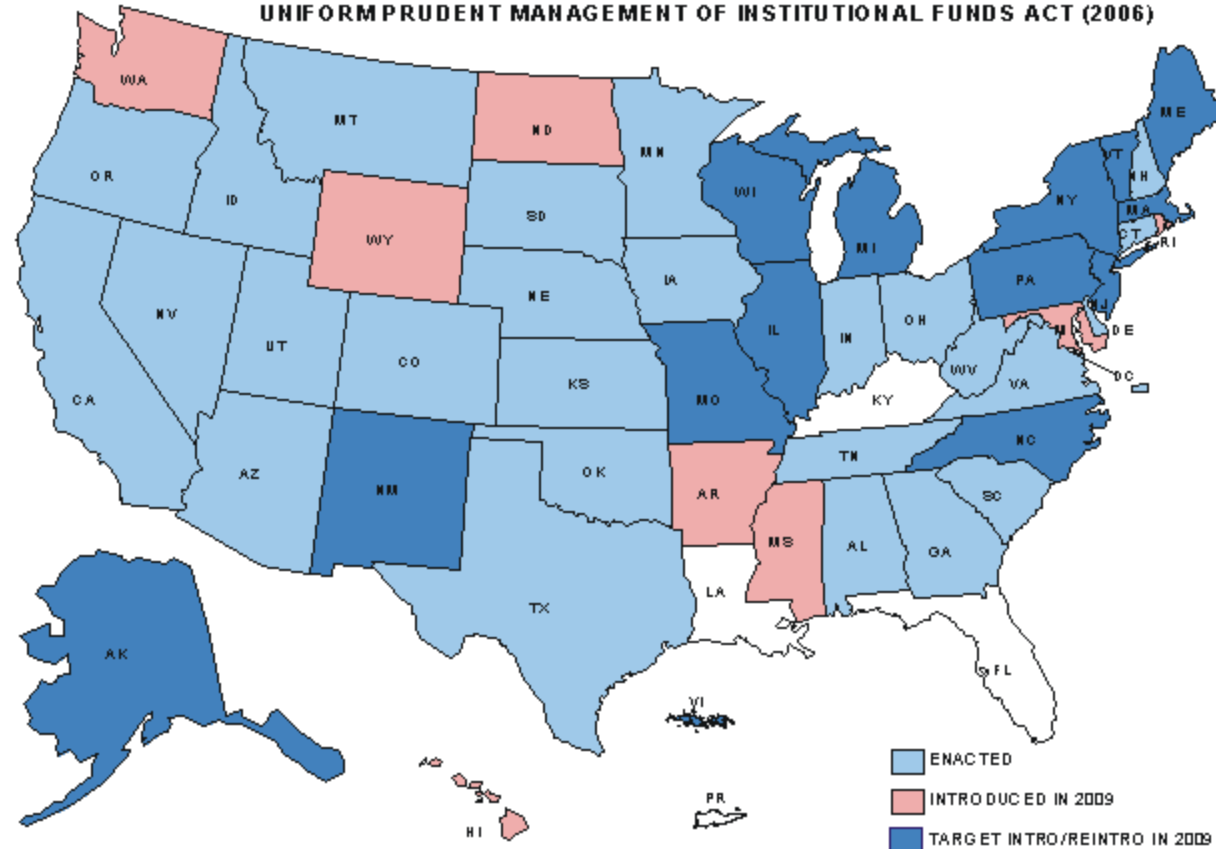 UNIFORM PRUDENT MANAGEMENT OF INSTITUTIONAL FUNDS ACT (2006)
WA
MT
ND
MN
ME
VT
NH
OR
ID
WY
SD
WI
MI
NY
MA
CT
RI
NV
UT
CO
NE
IA
IL
IN
OH
PA
NJ
CA
KS
MO
KY
WV
VA
M
DE
DC
AZ
NM
OK
AR
TN
NC
TX
LA
MS
AL
GA
SC
AK
FL
VI
HI
PR
ENACTED
INTRODUCED IN 2009
TARGET INTRO/REINTRO IN 2009